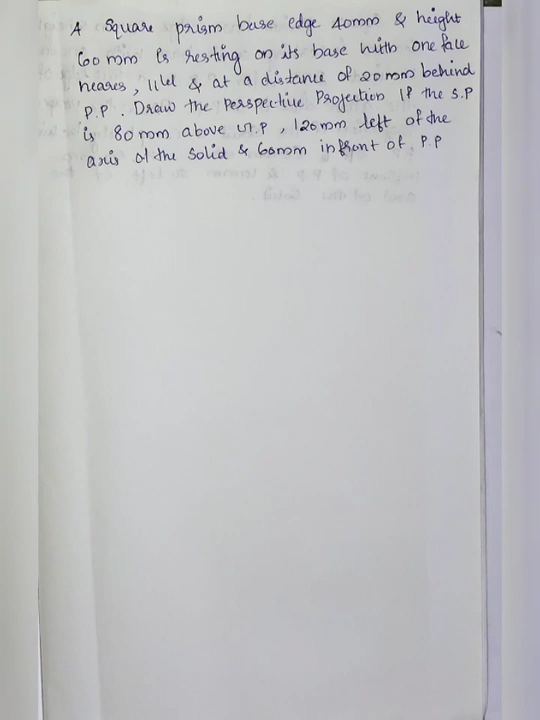 A Square prism base edge 40mm & height
60 mm is resting on its base with one face
neares, 11lel & at a distance of 20 mm behind
P.P. Draw the Perspective Projection If the S.P
is 80 mm above G.P, 120mm left of the
axis of the Solid & 60mm infront of P.P